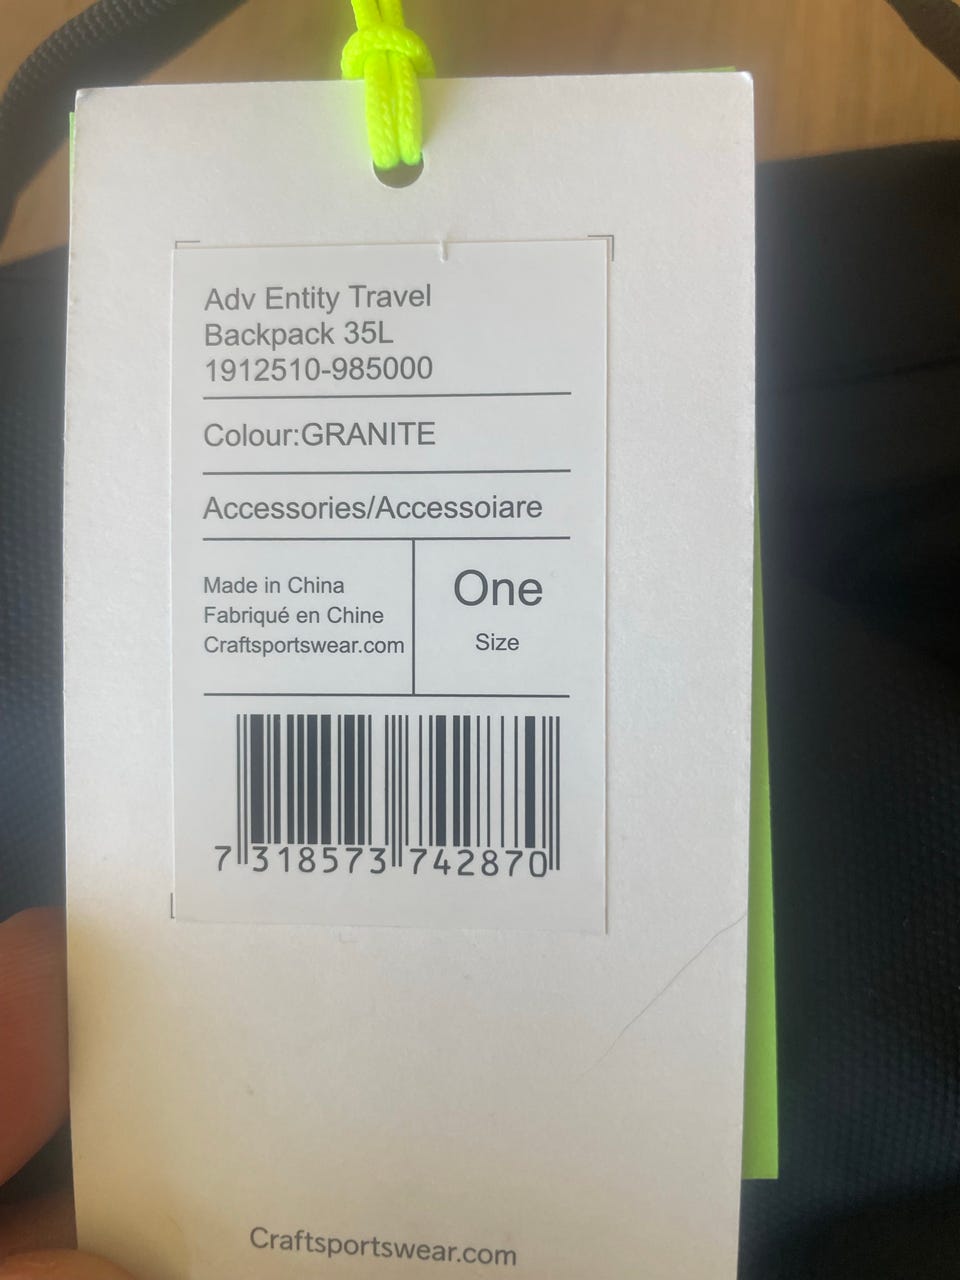 Adv Entity Travel
Backpack 35L
1912510-985000
Colour:GRANITE
Accessories/Accessoiare
Made in China
Fabriqué en Chine
Craftsportswear.com
One
Size
7 318573 742870
Craftsportswear.com